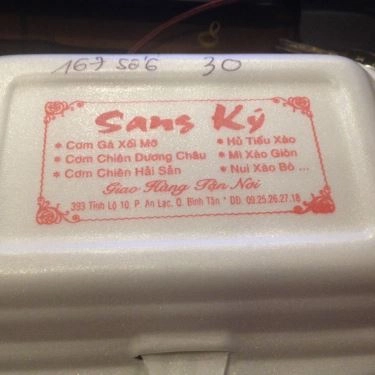 16-7 số 6 30
Sang Ký
* Cơm Gà Xối Mỡ * Hủ Tiếu Xào
* Cơm Chiên Dương Châu * Mì Xào Giòn
* Cơm Chiên Hải Sản * Nui Xào Bò ...
Giao Hàng Tận Nơi
393 Tỉnh Lộ 10, P. An Lạc, Q. Bình Tân * DĐ. 09.25.26.27.18